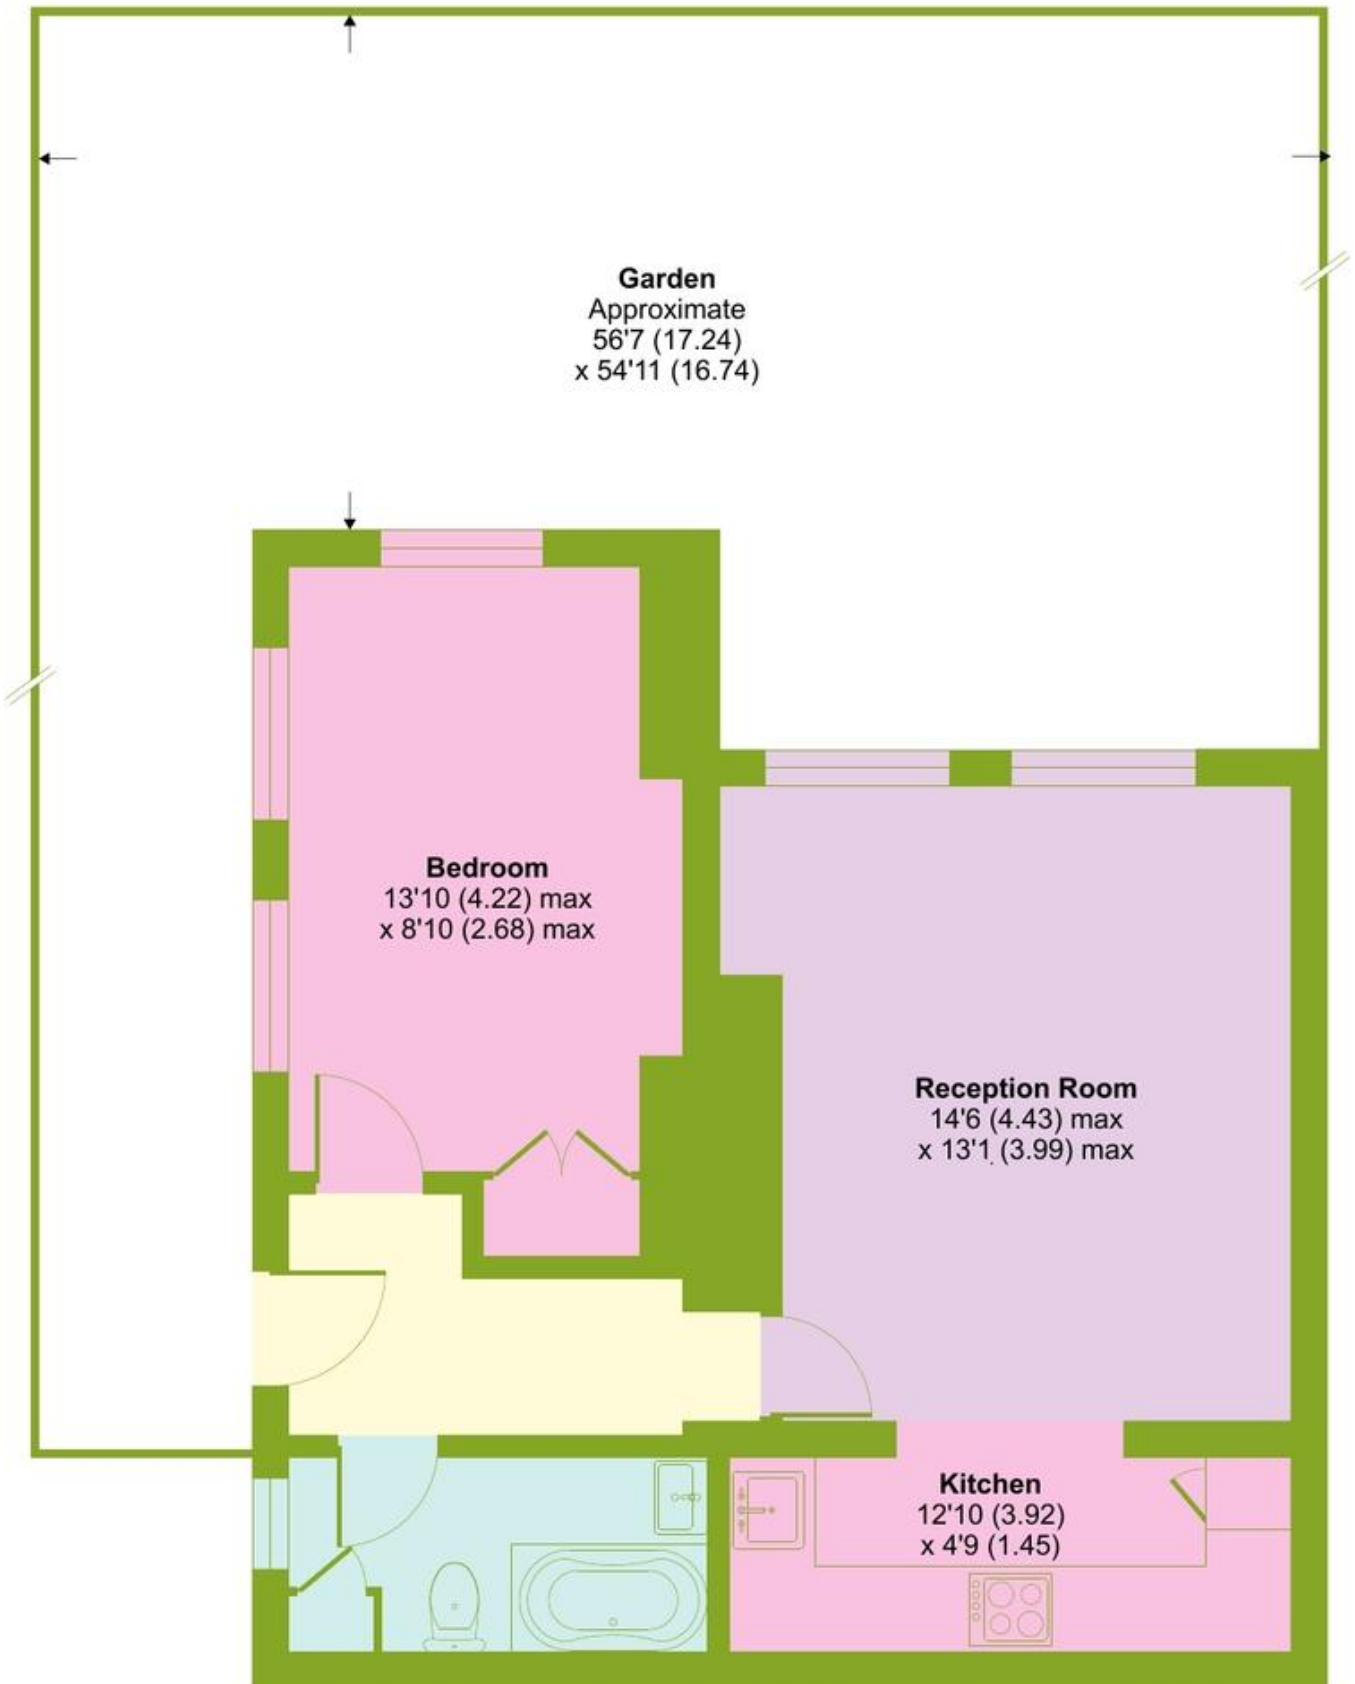 Garden
Approximate
56'7 (17.24)
x 54'11 (16.74)
Bedroom
13'10 (4.22) max
x 8'10 (2.68) max
Reception Room
14'6 (4.43) max
x 13'1 (3.99) max
Kitchen
12'10 (3.92)
x 4'9 (1.45)